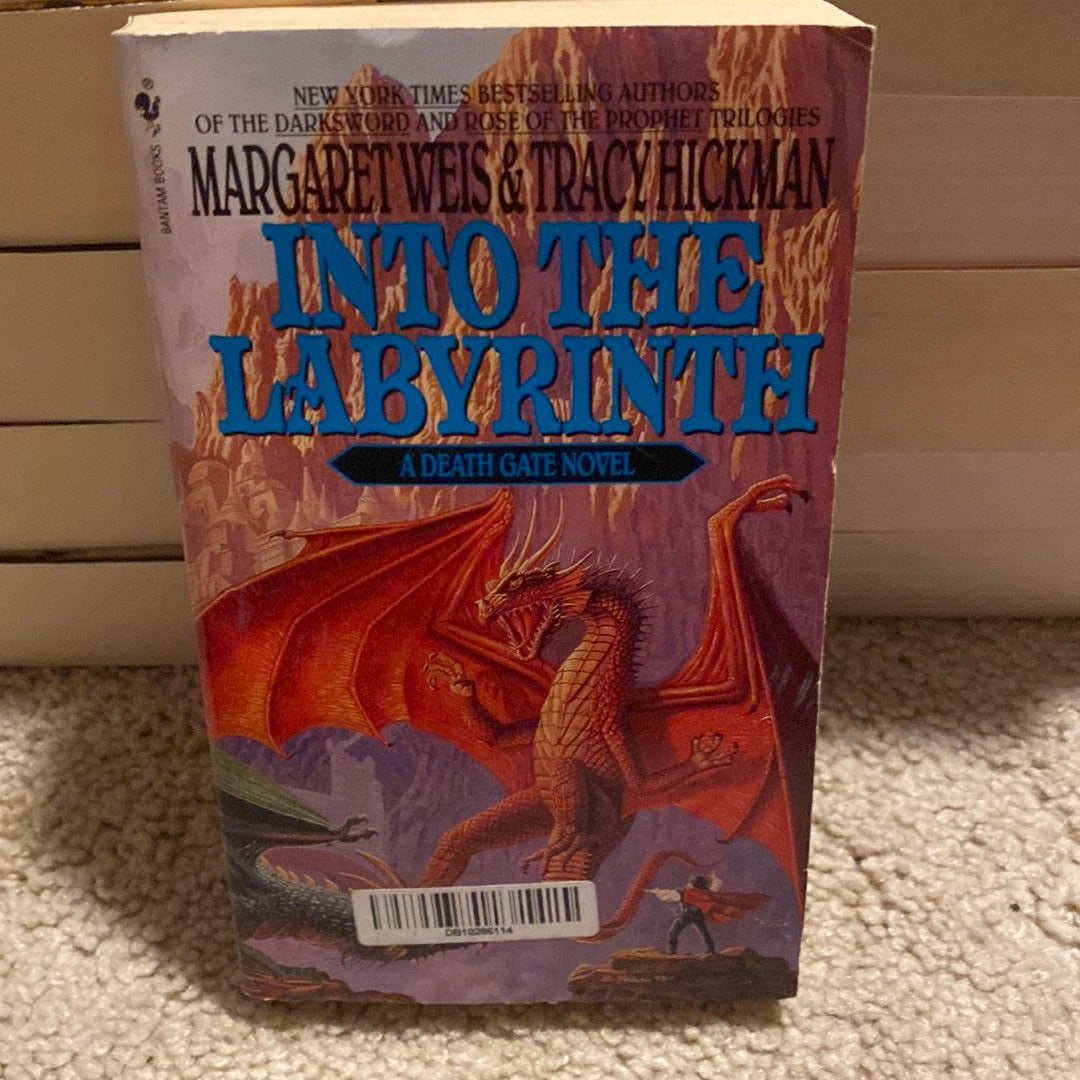 NEW YORK TIMES BESTSELLING AUTHORS
OF THE DARKSWORD AND ROSE OF THE PROPHET TRILOGIES
MARGARET WEIS & TRACY HICKMAN
INTO THE
LABYRINTH
A DEATH GATE NOVEL
BANTAM BOOKS
DB10286114